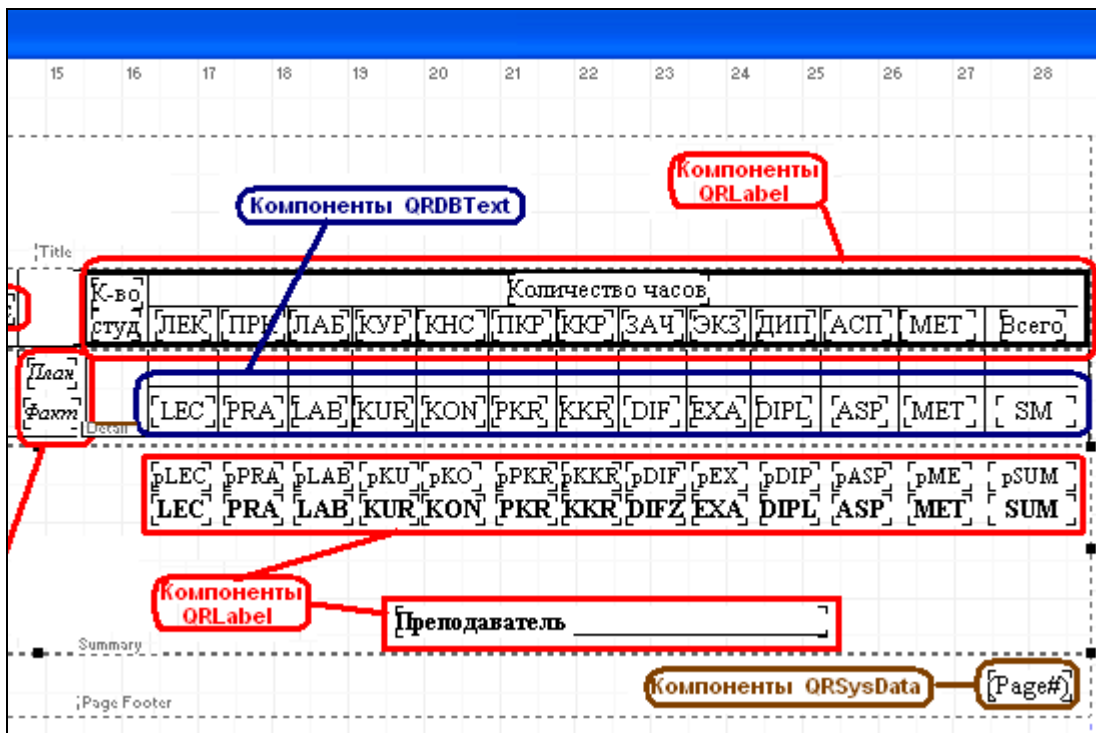 15 16 17 18 19 20 21 22 23 24 25 26 27 28
Компоненты
QRLabel
Компоненты QRDBText
Title
К-во
студ
Количество часов
ЛЕК ПРК ЛАБ КУР КНС ПКР ККР ЗАЧ ЭКЗ ДИП АСП МЕТ Всего
План
Факт
LEC PRA LAB KUR KON PKR KKR DIF EXA DIPL ASP MET SM
Detail
pLEC pPRA pLAB pKU pKO pPKR pKKR pDIF pEX pDIP pASP pME pSUM
LEC PRA LAB KUR KON PKR KKR DIFZ EXA DIPL ASP MET SUM
Компоненты
QRLabel
Преподаватель
Summary
Компоненты QRSysData
(Page#)
Page Footer